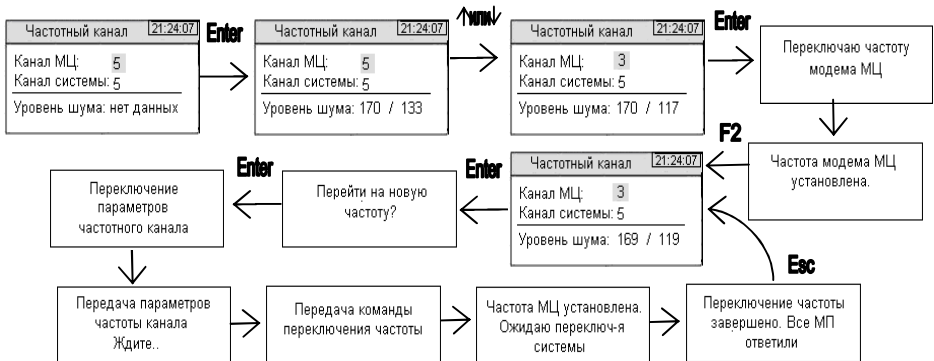 Частотный канал 21:24:07
Канал МЦ: 5
Канал системы: 5
Уровень шума: нет данных
Enter
Частотный канал 21:24:07
Канал МЦ: 5
Канал системы: 5
Уровень шума: 170 / 133
↑или↓
Частотный канал 21:24:07
Канал МЦ: 3
Канал системы: 5
Уровень шума: 170 / 117
Enter
Переключаю частоту
модема МЦ
Частота модема МЦ
установлена.
F2
Частотный канал 21:24:07
Канал МЦ: 3
Канал системы: 5
Уровень шума: 169 / 119
Enter
Перейти на новую
частоту?
Enter
Переключение
параметров
частотного канала
Передача параметров
частоты канала
Ждите..
Передача команды
переключения частоты
Частота МЦ установлена.
Ожидаю переключ-я
системы
Переключение частоты
завершено. Все МП
ответили
Esc